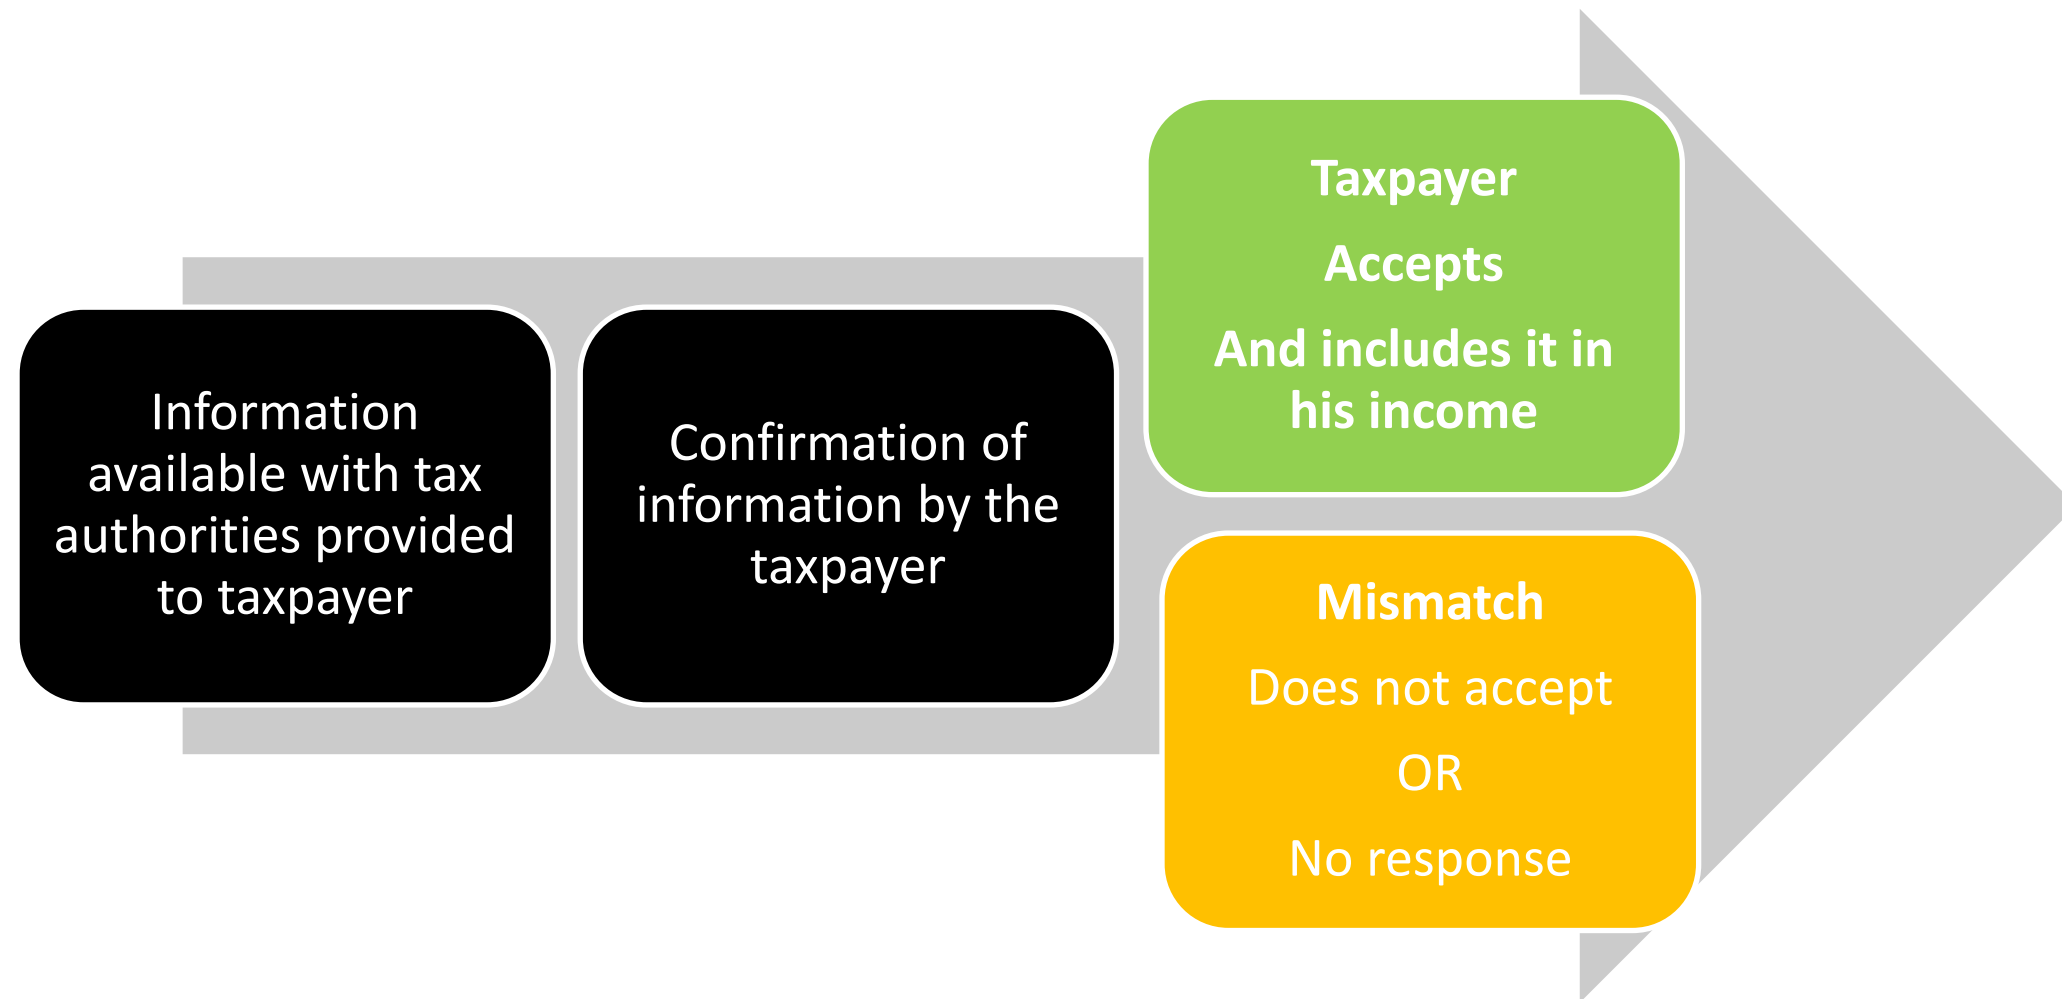 Information
available with tax
authorities provided
to taxpayer
Confirmation of
information by the
taxpayer
Taxpayer
Accepts
And includes it in
his income
Mismatch
Does not accept
OR
No response